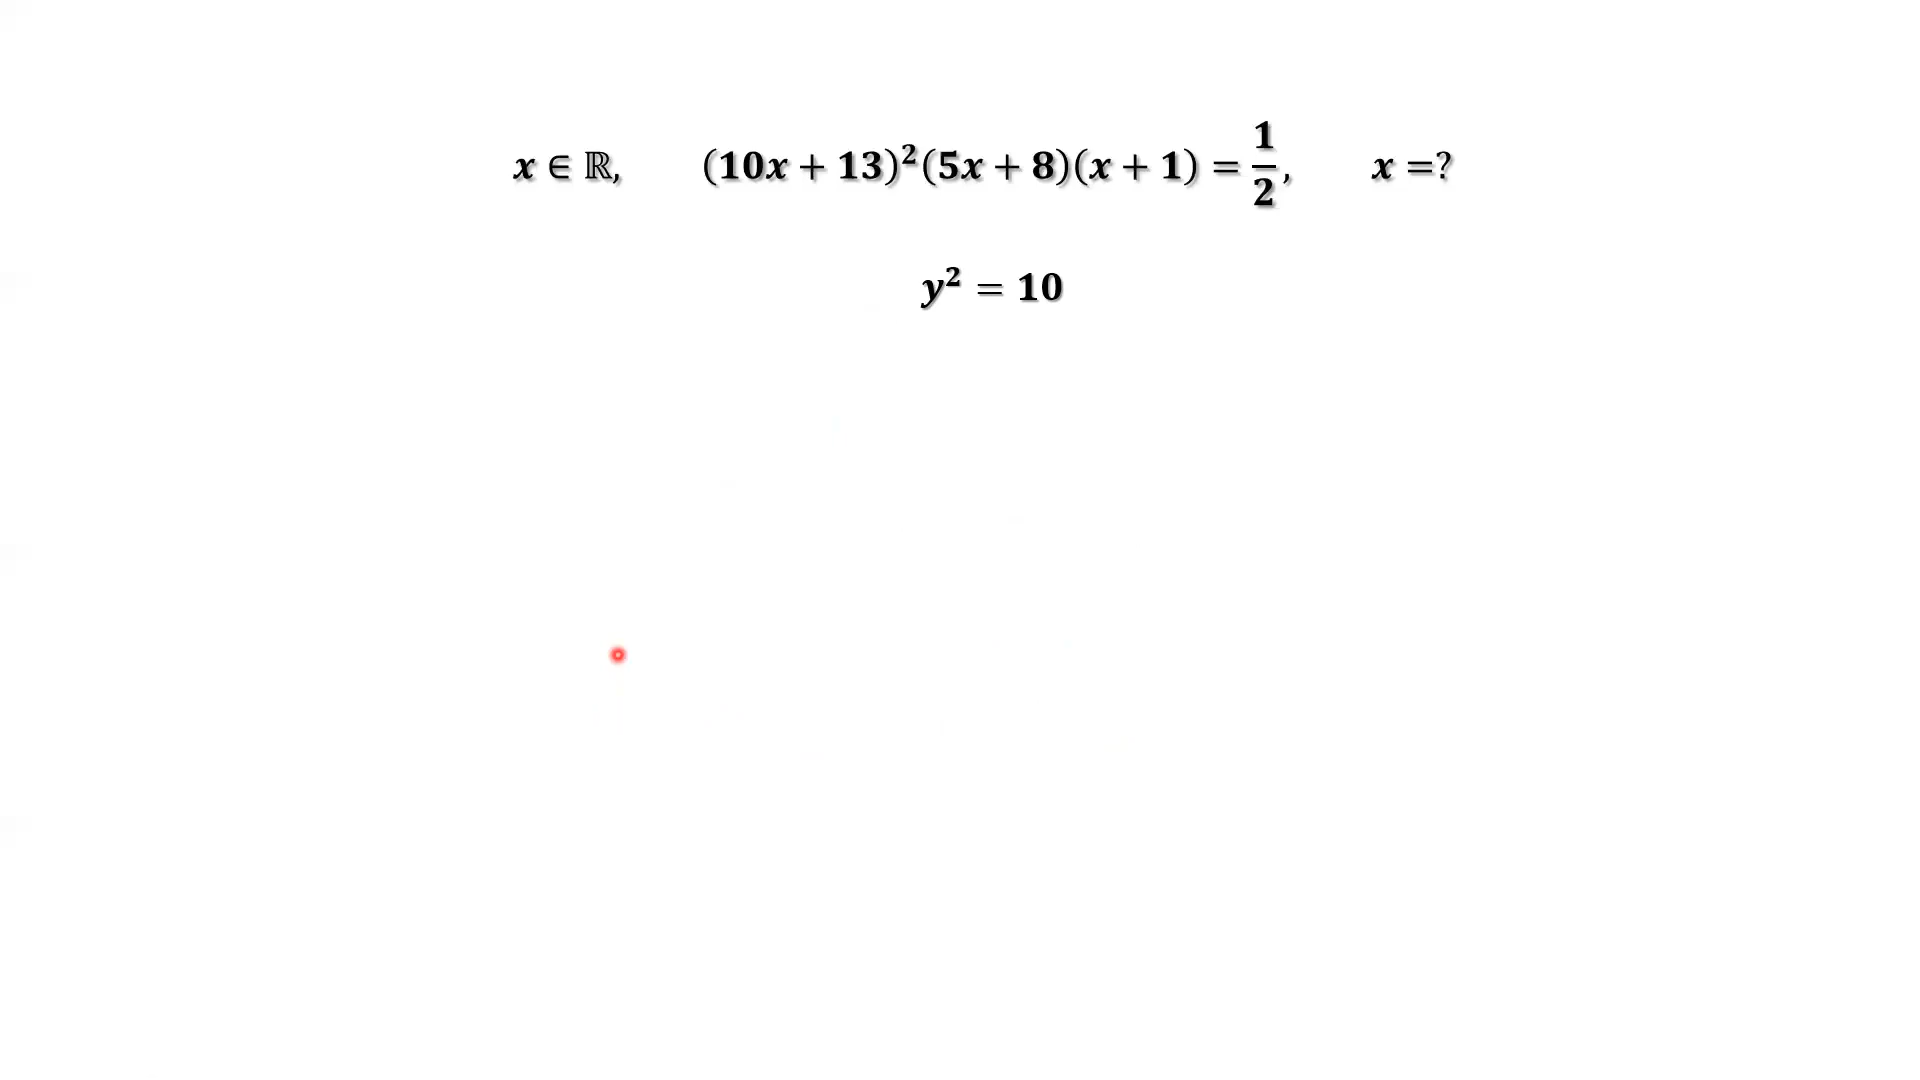 x ∈ ℝ, (10x + 13)²(5x + 8)(x + 1) = 1/2, x =?
y² = 10